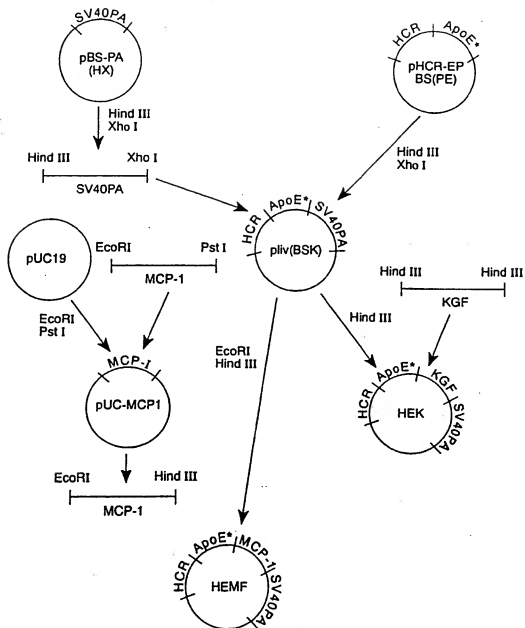 SV40PA
pBS-PA
(HX)
Hind III
Xho I
Hind III Xho I
SV40PA
HCR ApoE*
pHCR-EP
BS(PE)
Hind III
Xho I
HCR ApoE* SV40PA
pliv(BSK)
pUC19
EcoRI Pst I
MCP-1
EcoRI
Pst I
MCP-I
pUC-MCP1
EcoRI Hind III
MCP-1
EcoRI
Hind III
Hind III
Hind III Hind III
KGF
HCR ApoE* KGF SV40PA
HEK
HCR ApoE* MCP-1 SV40PA
HEMF